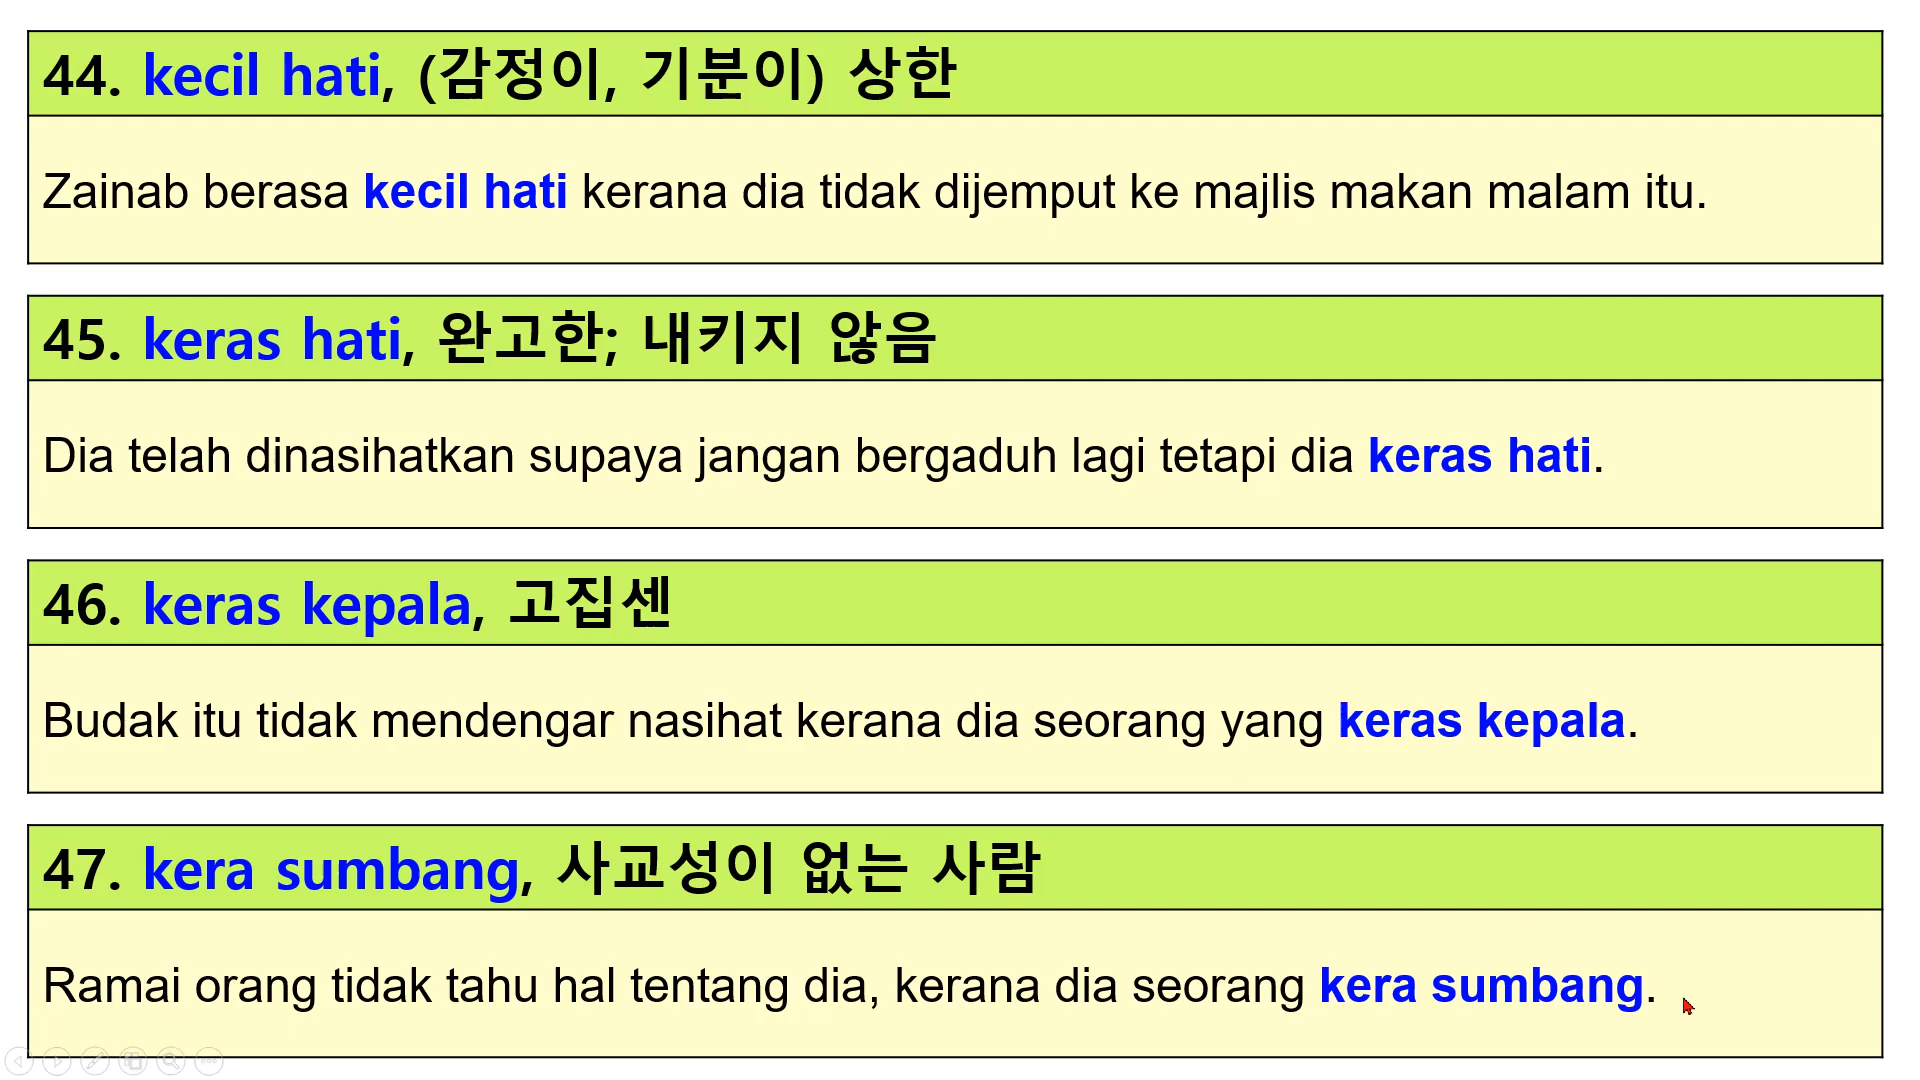 44. kecil hati, (감정이, 기분이) 상한
Zainab berasa kecil hati kerana dia tidak dijemput ke majlis makan malam itu.
45. keras hati, 완고한; 내키지 않음
Dia telah dinasihatkan supaya jangan bergaduh lagi tetapi dia keras hati.
46. keras kepala, 고집센
Budak itu tidak mendengar nasihat kerana dia seorang yang keras kepala.
47. kera sumbang, 사교성이 없는 사람
Ramai orang tidak tahu hal tentang dia, kerana dia seorang kera sumbang.